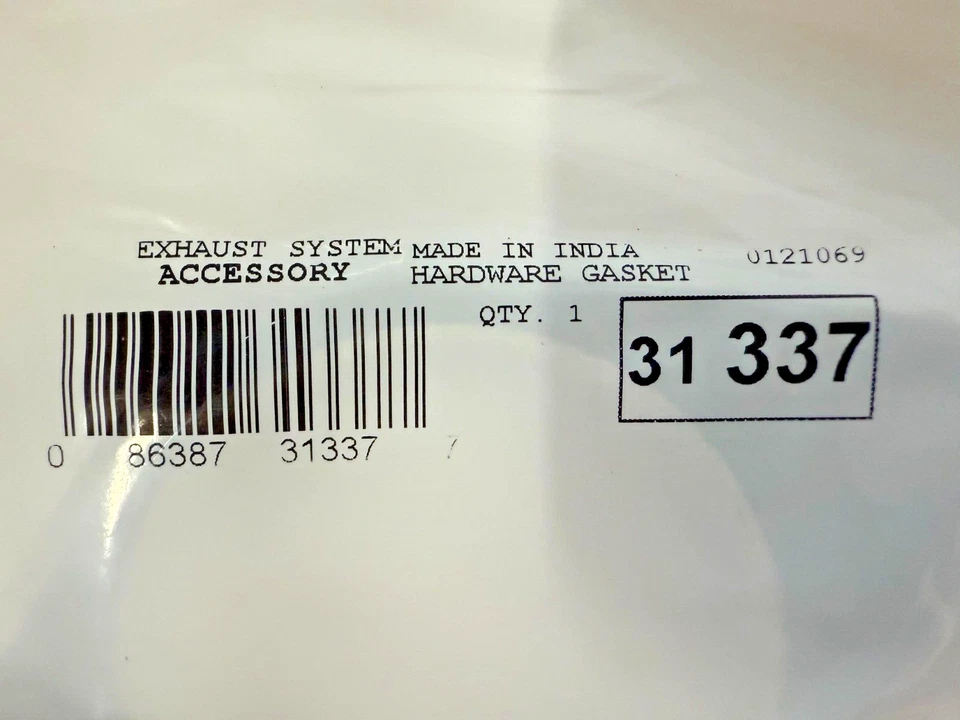 EXHAUST SYSTEM MADE IN INDIA 0121069
ACCESSORY HARDWARE GASKET
QTY. 1
31 337
0 86387 31337 7